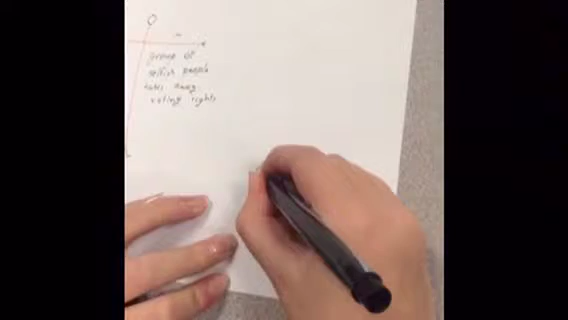 group of
selfish people
takes away
voting rights